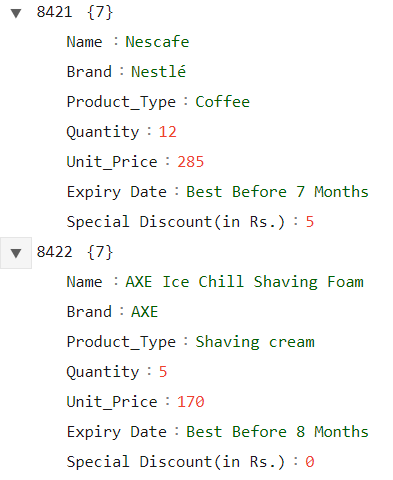 8421 {7}
Name : Nescafe
Brand : Nestlé
Product_Type : Coffee
Quantity : 12
Unit_Price : 285
Expiry Date : Best Before 7 Months
Special Discount(in Rs.) : 5
8422 {7}
Name : AXE Ice Chill Shaving Foam
Brand : AXE
Product_Type : Shaving cream
Quantity : 5
Unit_Price : 170
Expiry Date : Best Before 8 Months
Special Discount(in Rs.) : 0